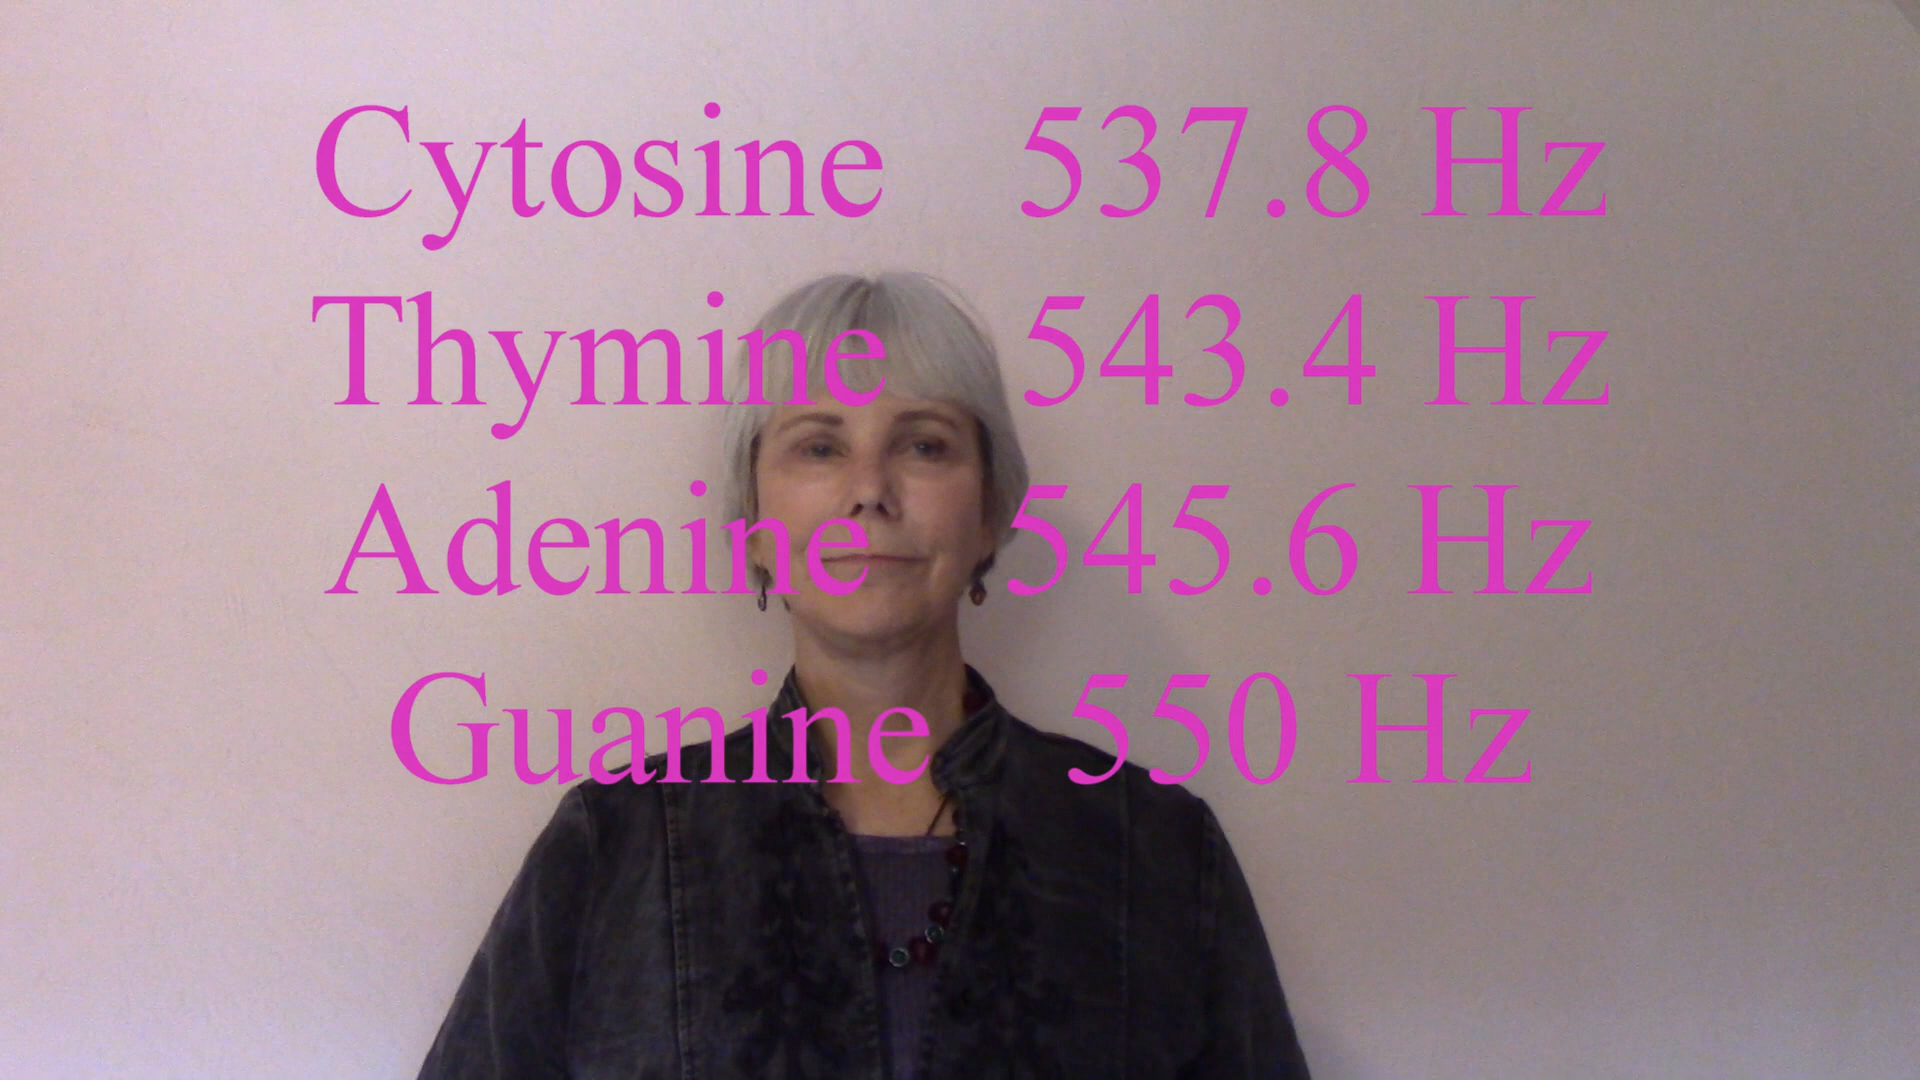 Cytosine 537.8 Hz
Thymine 543.4 Hz
Adenine 545.6 Hz
Guanine 550 Hz